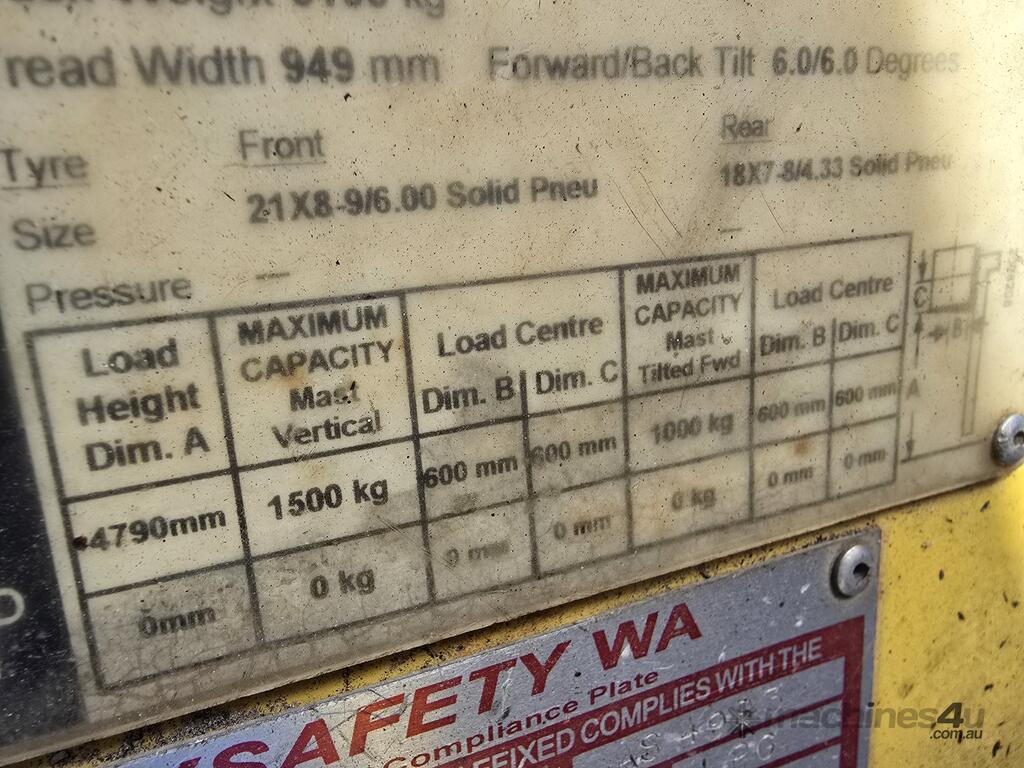 kg
read Width 949 mm Forward/Back Tilt 6.0/6.0 Degrees
Tyre Front Rear
Size 21X8-9/6.00 Solid Pneu 18X7-8/4.33 Solid Pneu
Pressure — —
Load Height Dim. A
MAXIMUM CAPACITY Mast Vertical
Load Centre
Dim. B Dim. C
MAXIMUM CAPACITY Mast Tilted Fwd
Load Centre
Dim. B Dim. C
4790mm 1500 kg 600 mm 600 mm 1000 kg 600 mm 600 mm
0mm 0 kg 0 mm 0 mm 0 kg 0 mm 0 mm
C
B
A
SAFETY WA
Compliance Plate
FFIXED COMPLIES WITH THE
machines4u
.com.au